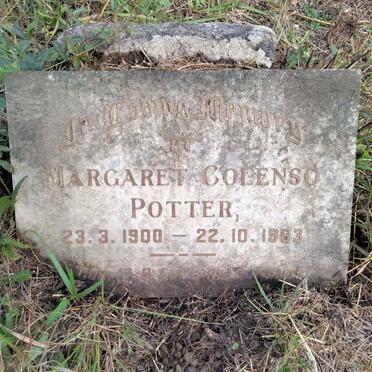 In Loving Memory
OF
MARGARET COLENSO
POTTER,
23. 3. 1900 — 22. 10. 1983